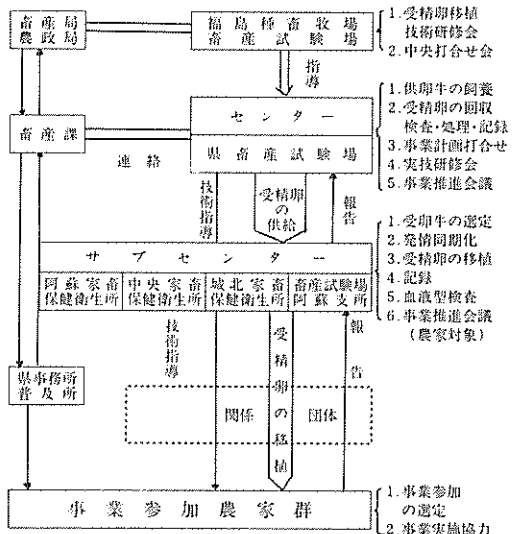 畜産局
農政局
福島種畜牧場
畜産試験場
1.受精卵移植
技術研修会
2.中央打合せ会
指導
畜産課
連絡
センター
県畜産試験場
1.供卵牛の飼養
2.受精卵の回収
検査・処理・記録
3.事業計画打合せ
4.実技研修会
5.事業推進会議
技術指導
受精卵の供給
報告
サブセンター
阿蘇家畜保健衛生所
中央家畜保健衛生所
城北家畜保健衛生所
畜産試験場阿蘇支所
1.受卵牛の選定
2.発情同期化
3.受精卵の移植
4.記録
5.血液型検査
6.事業推進会議
(農家対象)
技術指導
受精卵の移植
報告
県事務所
普及所
関係 団体
事業参加農家群
1.事業参加
の選定
2.事業実施協力